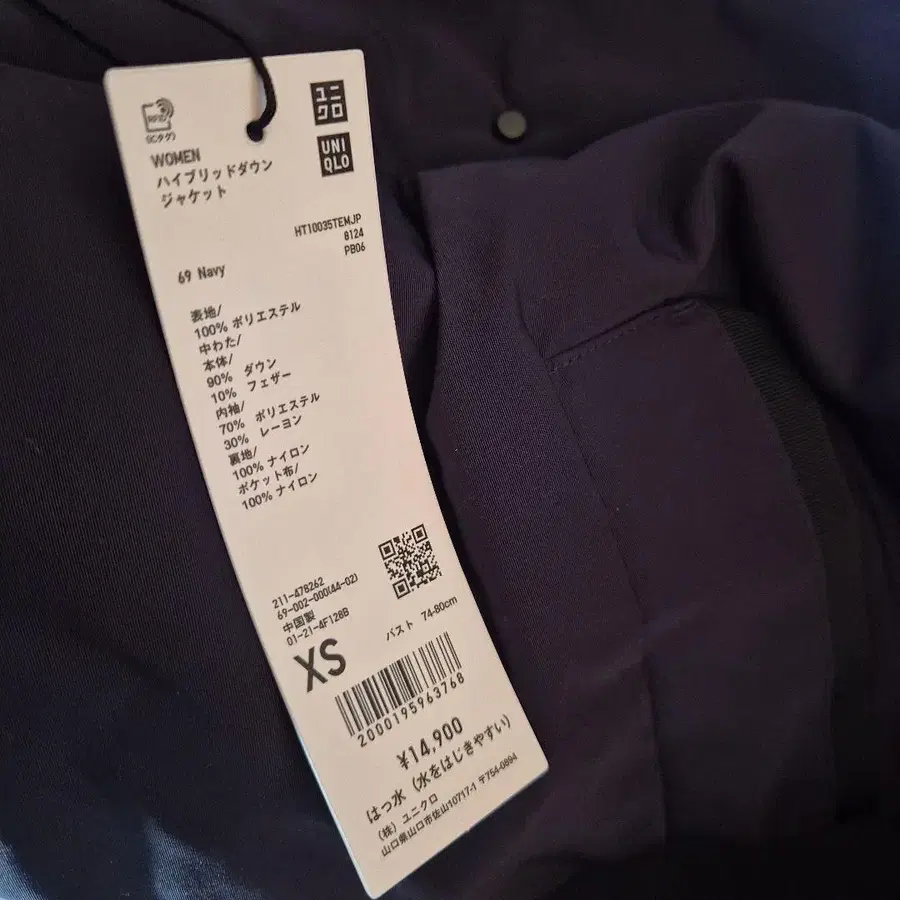 RFID
(ICタグ)
ユニ
クロ
UNI
QLO
WOMEN
ハイブリッドダウン
ジャケット
HT10035TEMJP
8124
PB06
69 Navy
表地/
100% ポリエステル
中わた/
本体/
90% ダウン
10% フェザー
内袖/
70% ポリエステル
30% レーヨン
裏地/
100% ナイロン
ポケット布/
100% ナイロン
211-478262
69-002-000(44-02)
中国製
01-21-4F128B
XS
バスト 74-80cm
2000195963768
¥14,900
はっ水 (水をはじきやすい)
(株) ユニクロ
山口県山口市佐山10717-1 〒754-0894